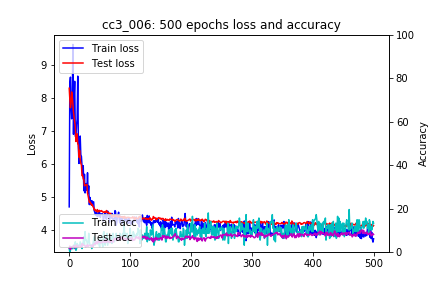 cc3_006: 500 epochs loss and accuracy
Train loss
Test loss
Train acc
Test acc
Loss
Accuracy
9
8
7
6
5
4
100
80
60
40
20
0
0 100 200 300 400 500